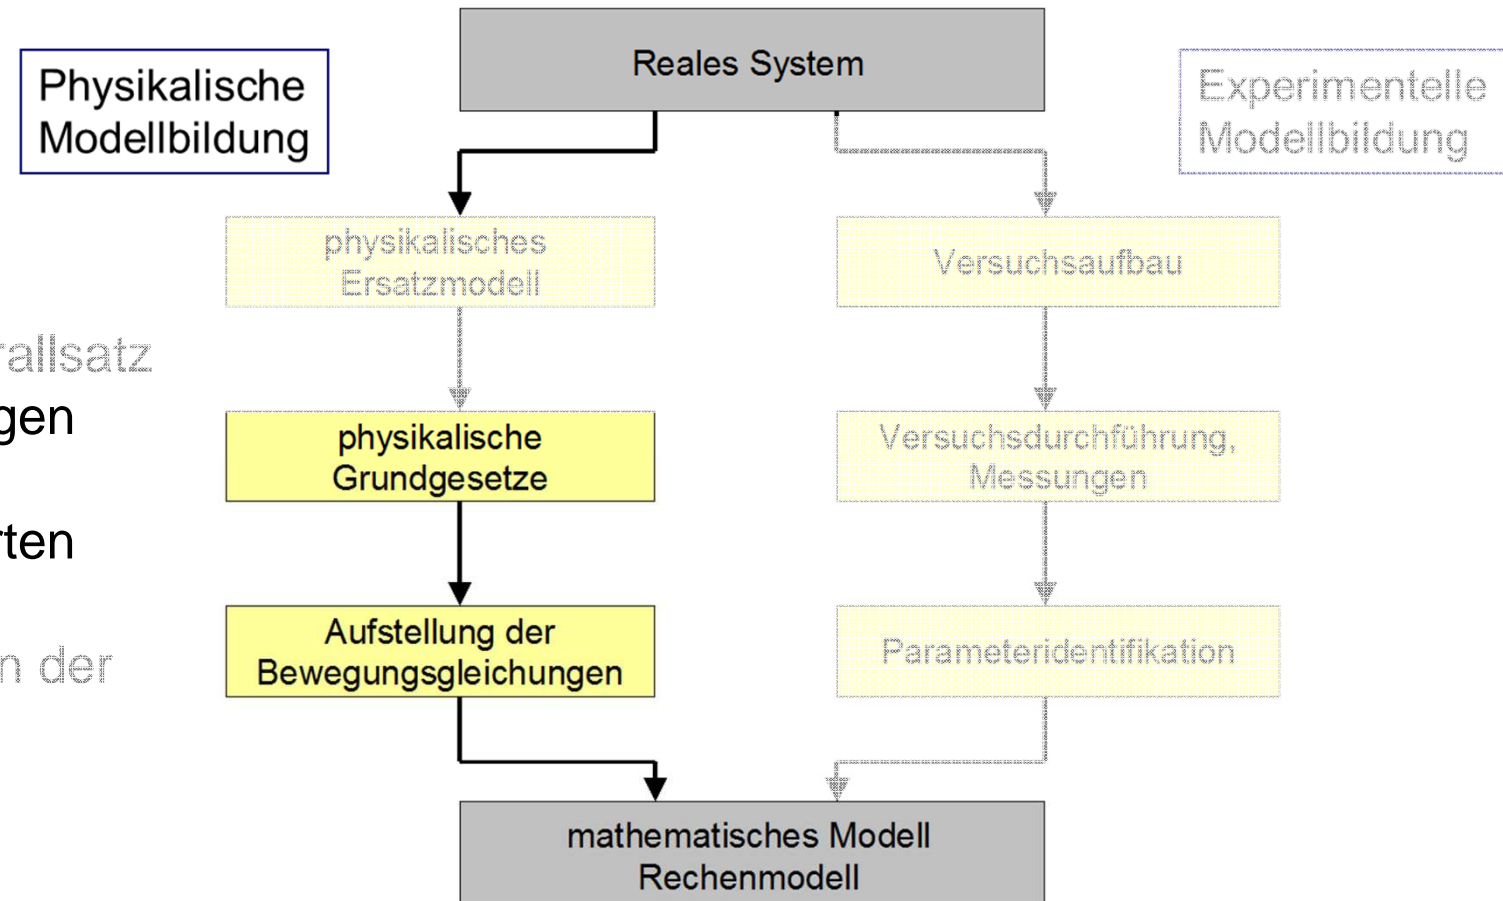 Reales System
Physikalische
Modellbildung
Experimentelle
Modellbildung
physikalisches
Ersatzmodell
Versuchsaufbau
rallsatz
gen
physikalische
Grundgesetze
Versuchsdurchführung,
Messungen
rten
Aufstellung der
Bewegungsgleichungen
Parameteridentifikation
n der
mathematisches Modell
Rechenmodell